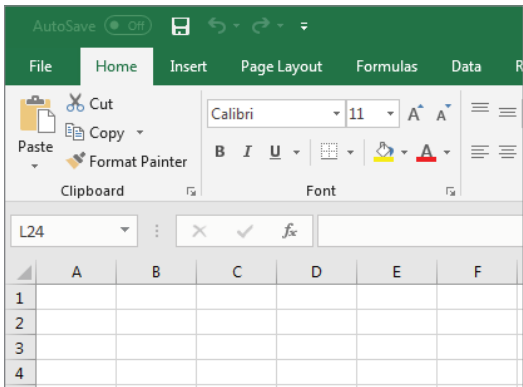 AutoSave Off
File Home Insert Page Layout Formulas Data R
Cut
Copy
Paste
Format Painter
Calibri 11 A A
B I U A
Clipboard Font
L24 fx
A B C D E F
1
2
3
4